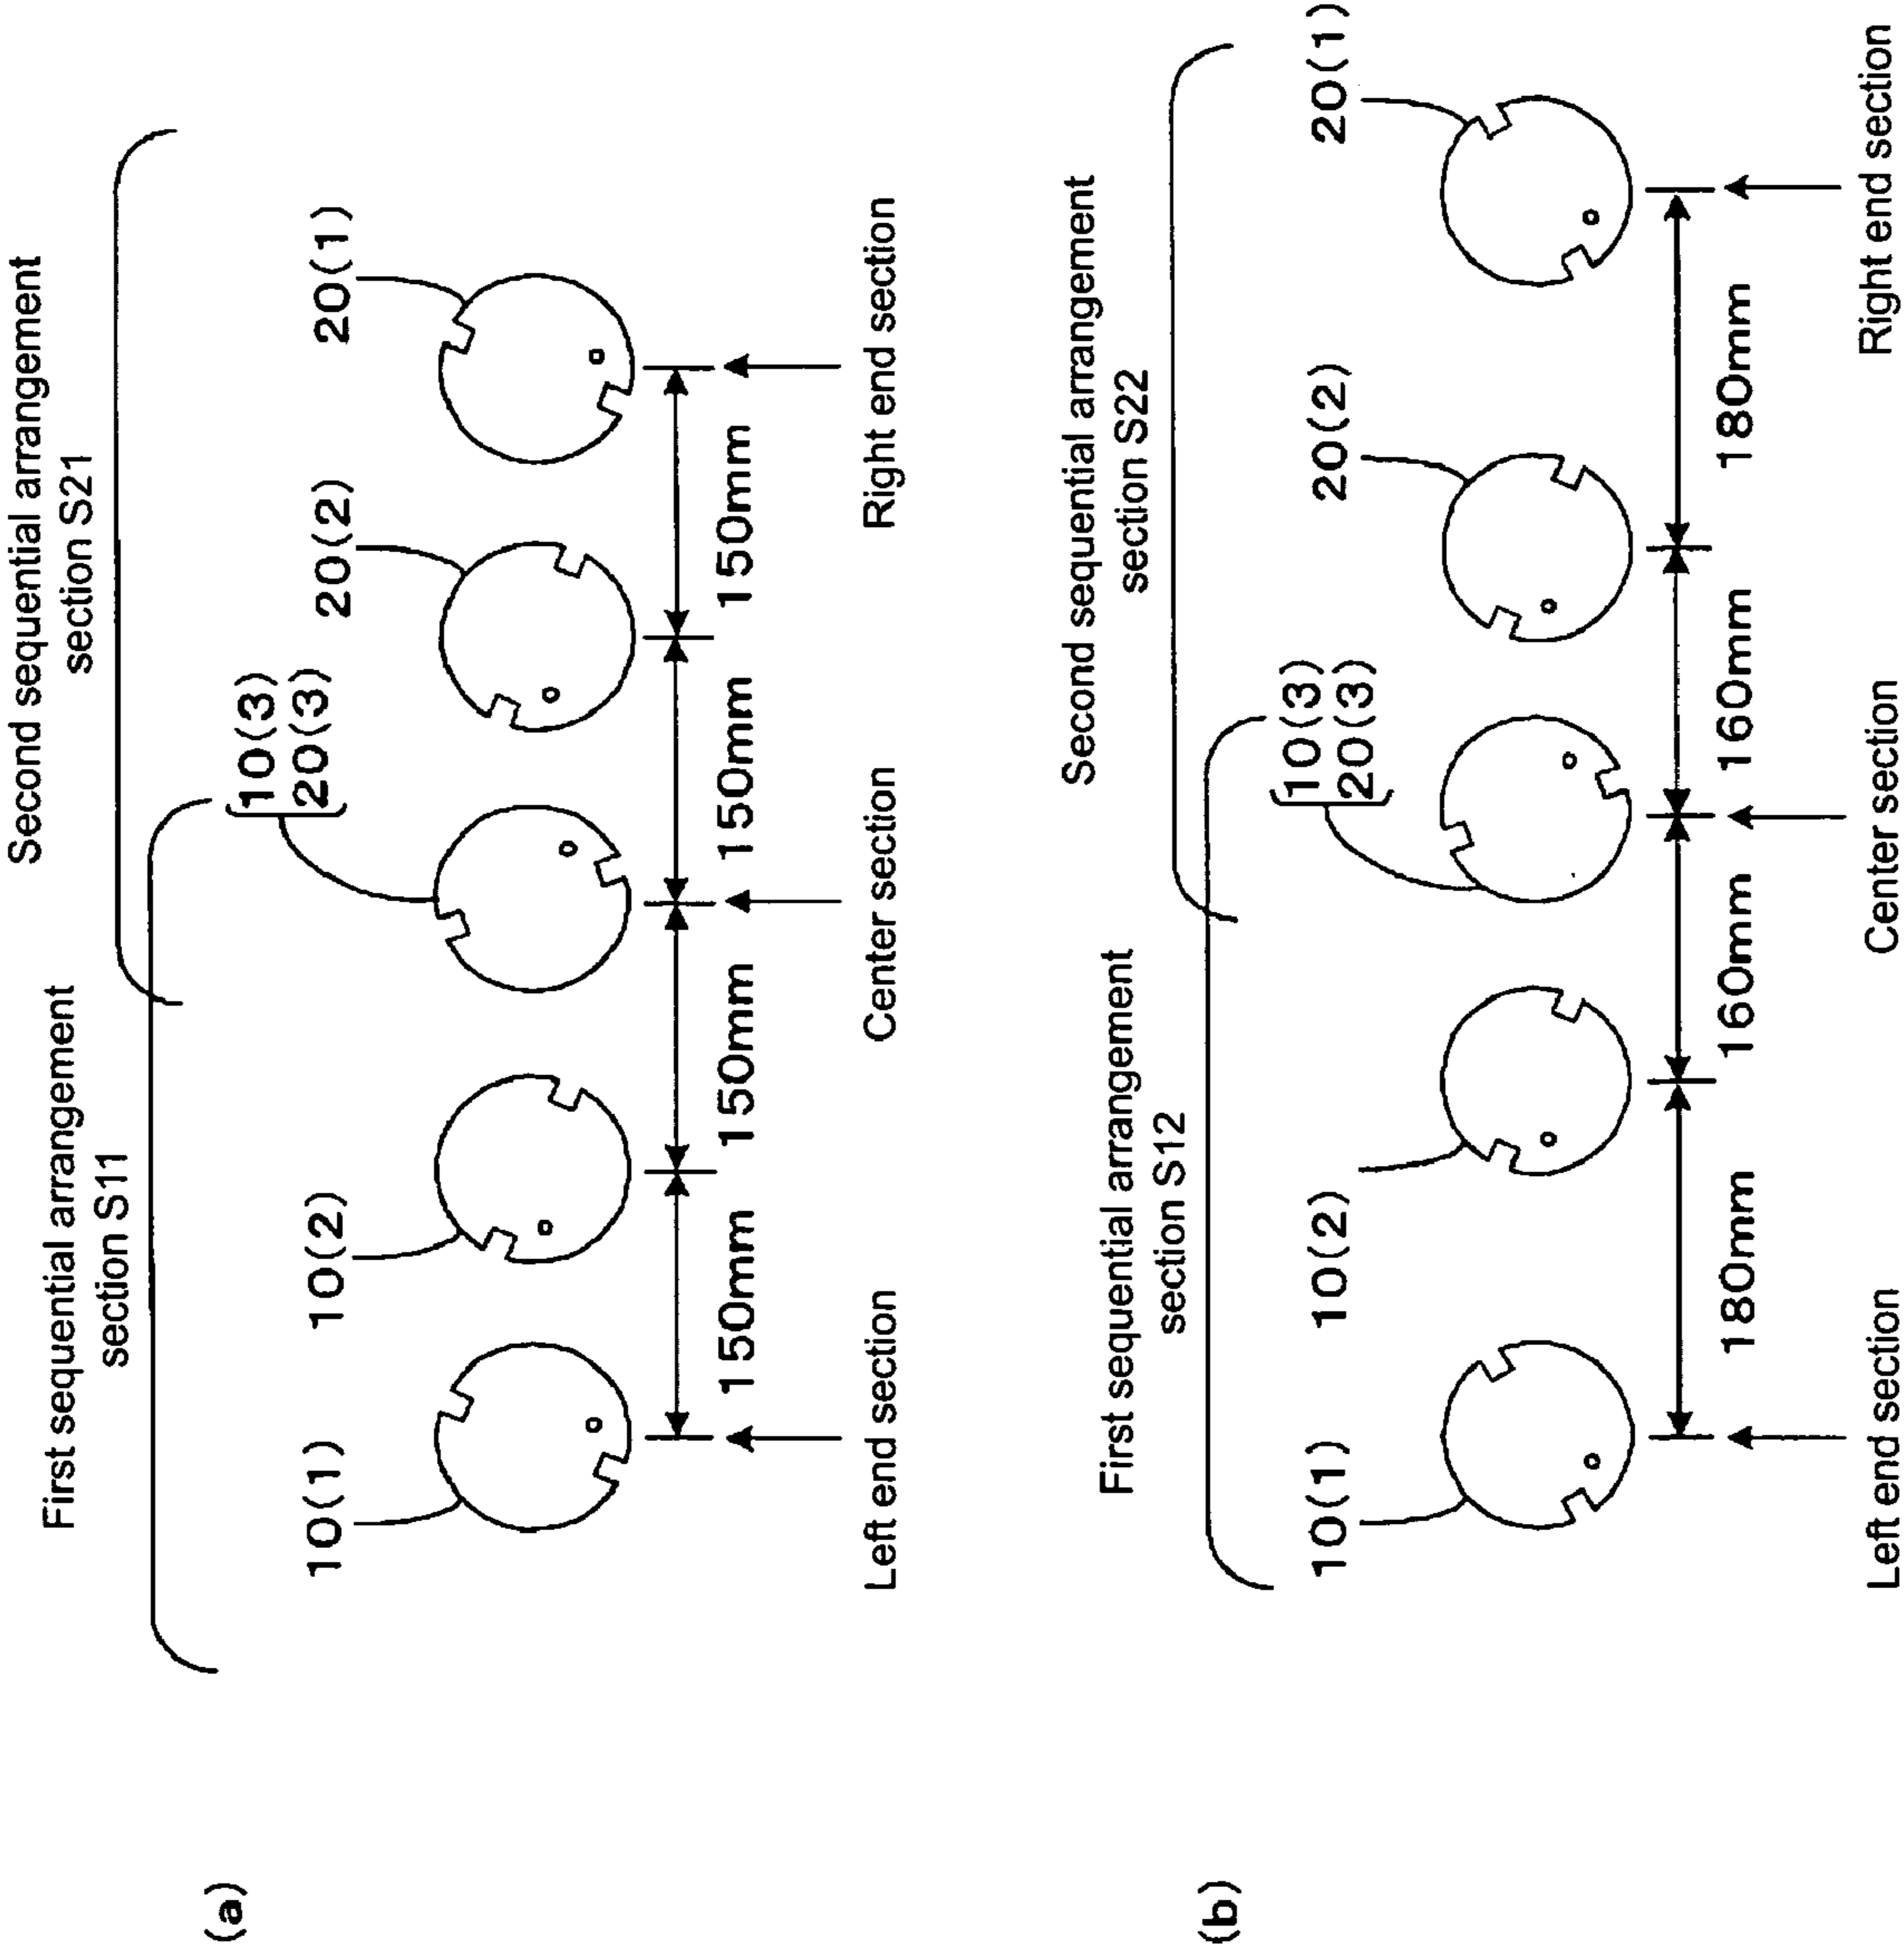 (a)
First sequential arrangement
section S11
Second sequential arrangement
section S21
10(1)
10(2)
10(3)
20(3)
20(2)
20(1)
150mm
150mm
150mm
150mm
Left end section
Center section
Right end section
(b)
First sequential arrangement
section S12
Second sequential arrangement
section S22
10(1)
10(2)
10(3)
20(3)
20(2)
20(1)
180mm
160mm
160mm
180mm
Left end section
Center section
Right end section